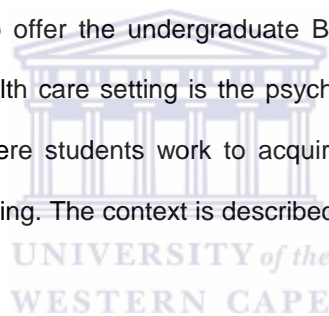 offer the undergraduate B
lth care setting is the psych
ere students work to acquir
ing. The context is described
UNIVERSITY of the
WESTERN CAPE